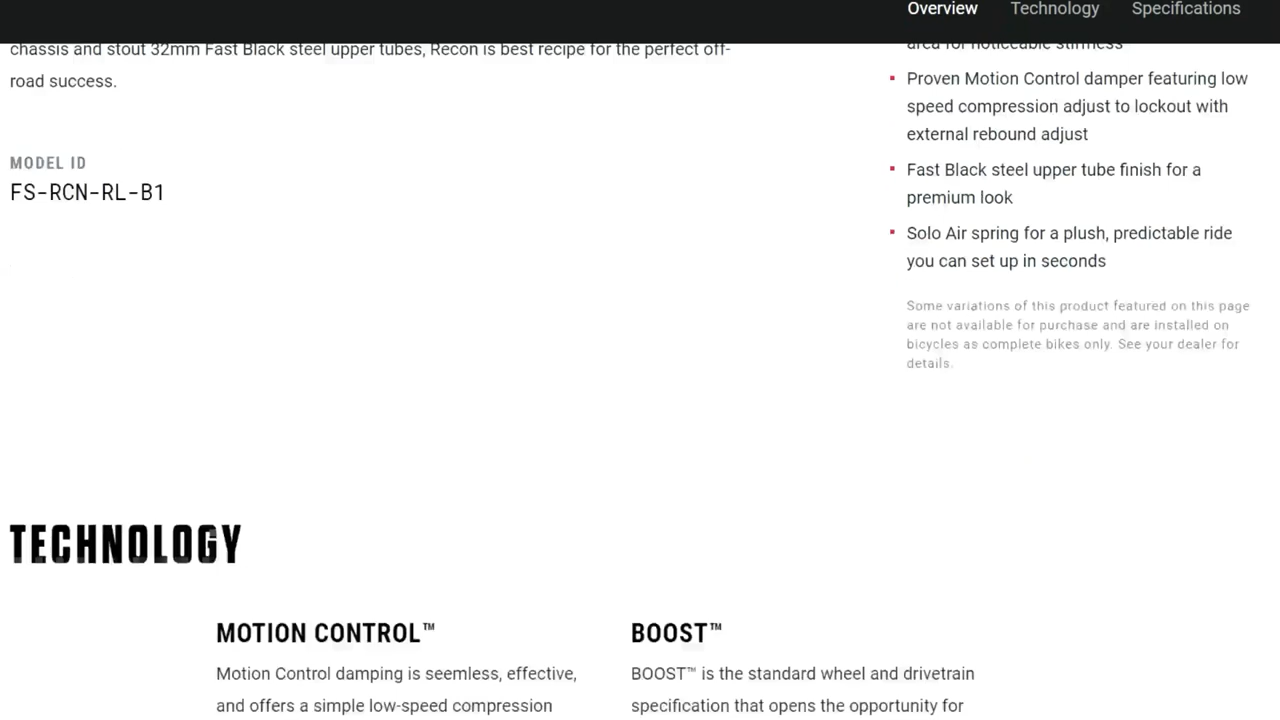 Overview Technology Specifications
chassis and stout 32mm Fast Black steel upper tubes, Recon is best recipe for the perfect off-
road success.
MODEL ID
FS-RCN-RL-B1
area for noticeable stiffness
Proven Motion Control damper featuring low
speed compression adjust to lockout with
external rebound adjust
Fast Black steel upper tube finish for a
premium look
Solo Air spring for a plush, predictable ride
you can set up in seconds
Some variations of this product featured on this page
are not available for purchase and are installed on
bicycles as complete bikes only. See your dealer for
details.
TECHNOLOGY
MOTION CONTROL™
Motion Control damping is seemless, effective,
and offers a simple low-speed compression
BOOST™
BOOST™ is the standard wheel and drivetrain
specification that opens the opportunity for